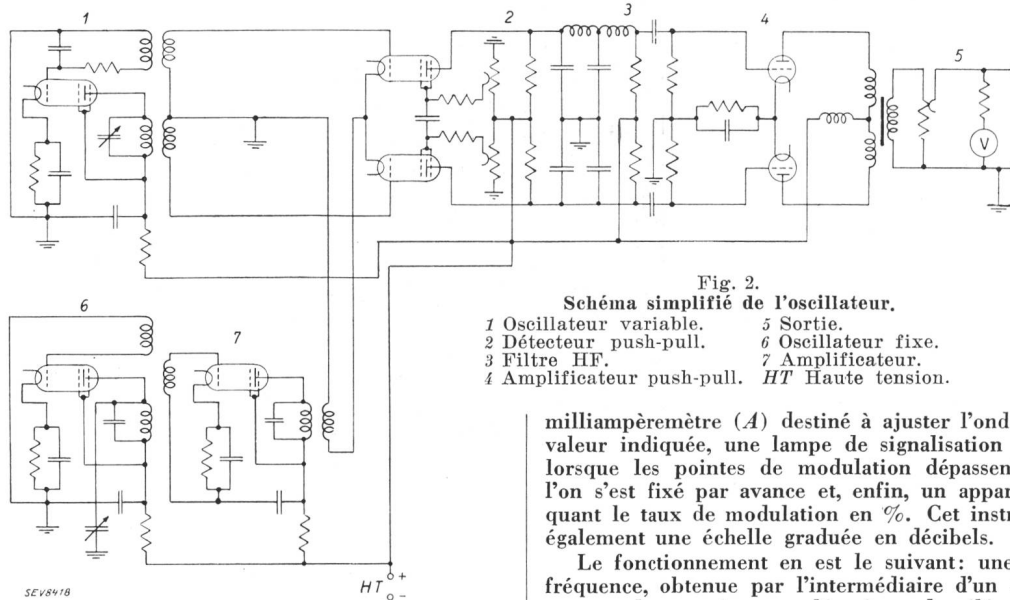 1
2
3
4
5
V
6
7
HT + −
SEV8418
Fig. 2.
Schéma simplifié de l'oscillateur.
1 Oscillateur variable. 5 Sortie.
2 Détecteur push-pull. 6 Oscillateur fixe.
3 Filtre HF. 7 Amplificateur.
4 Amplificateur push-pull. HT Haute tension.
milliampèremètre (A) destiné à ajuster l'ond
valeur indiquée, une lampe de signalisation
lorsque les pointes de modulation dépassen
l'on s'est fixé par avance et, enfin, un appar
quant le taux de modulation en %. Cet instr
également une échelle graduée en décibels.
Le fonctionnement en est le suivant: une
fréquence, obtenue par l'intermédiaire d'un